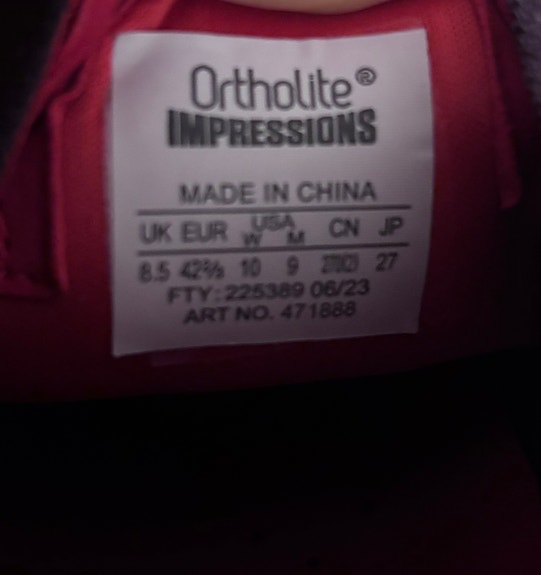 Ortholite®
IMPRESSIONS
MADE IN CHINA
UK EUR USA W M CN JP
8.5 42⅔ 10 9 27
FTY: 225389 06/23
ART NO. 471888